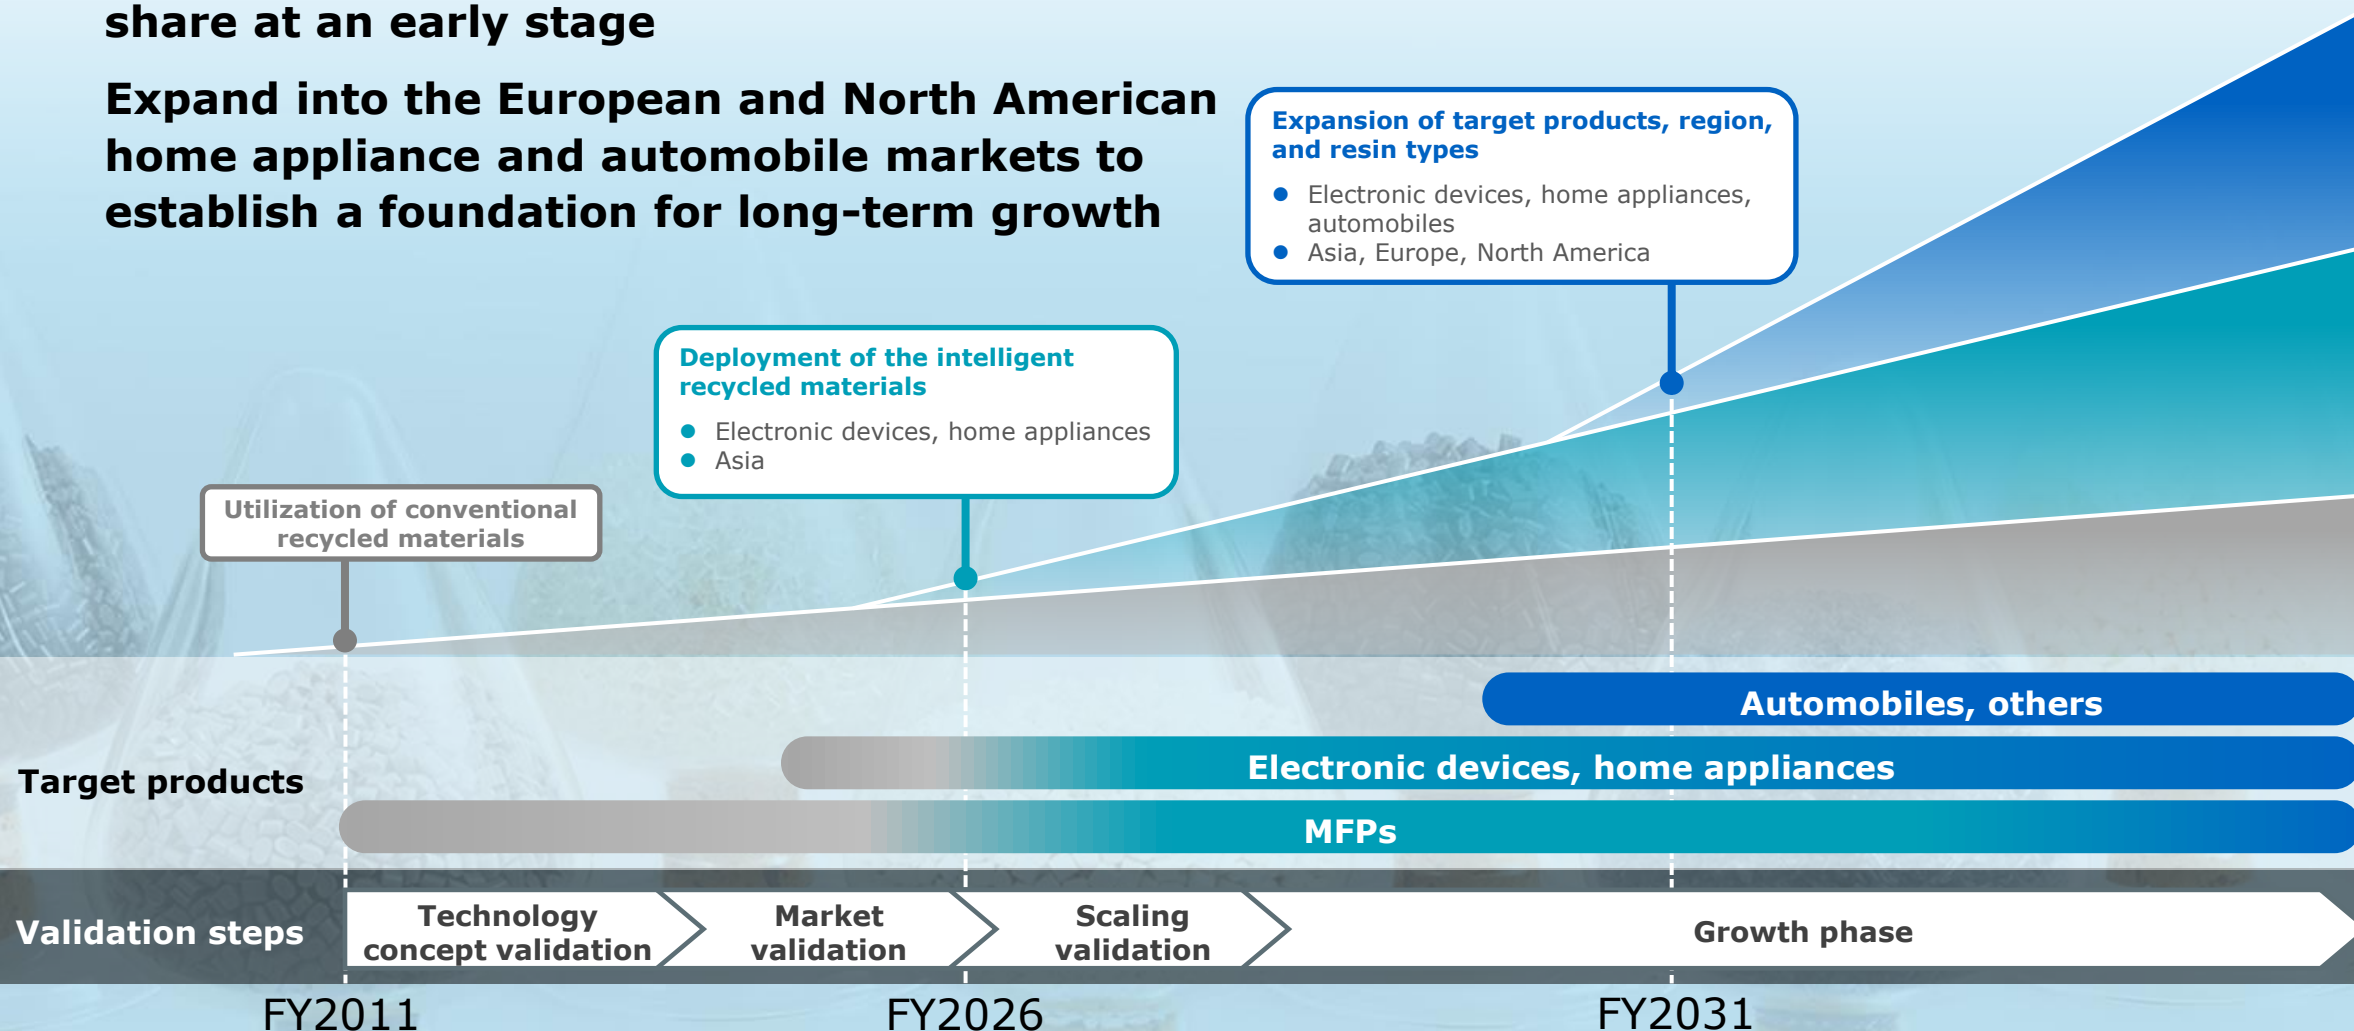 share at an early stage
Expand into the European and North American
home appliance and automobile markets to
establish a foundation for long-term growth
Expansion of target products, region,
and resin types
● Electronic devices, home appliances,
automobiles
● Asia, Europe, North America
Deployment of the intelligent
recycled materials
● Electronic devices, home appliances
● Asia
Utilization of conventional
recycled materials
Target products
Automobiles, others
Electronic devices, home appliances
MFPs
Validation steps
Technology
concept validation
Market
validation
Scaling
validation
Growth phase
FY2011
FY2026
FY2031